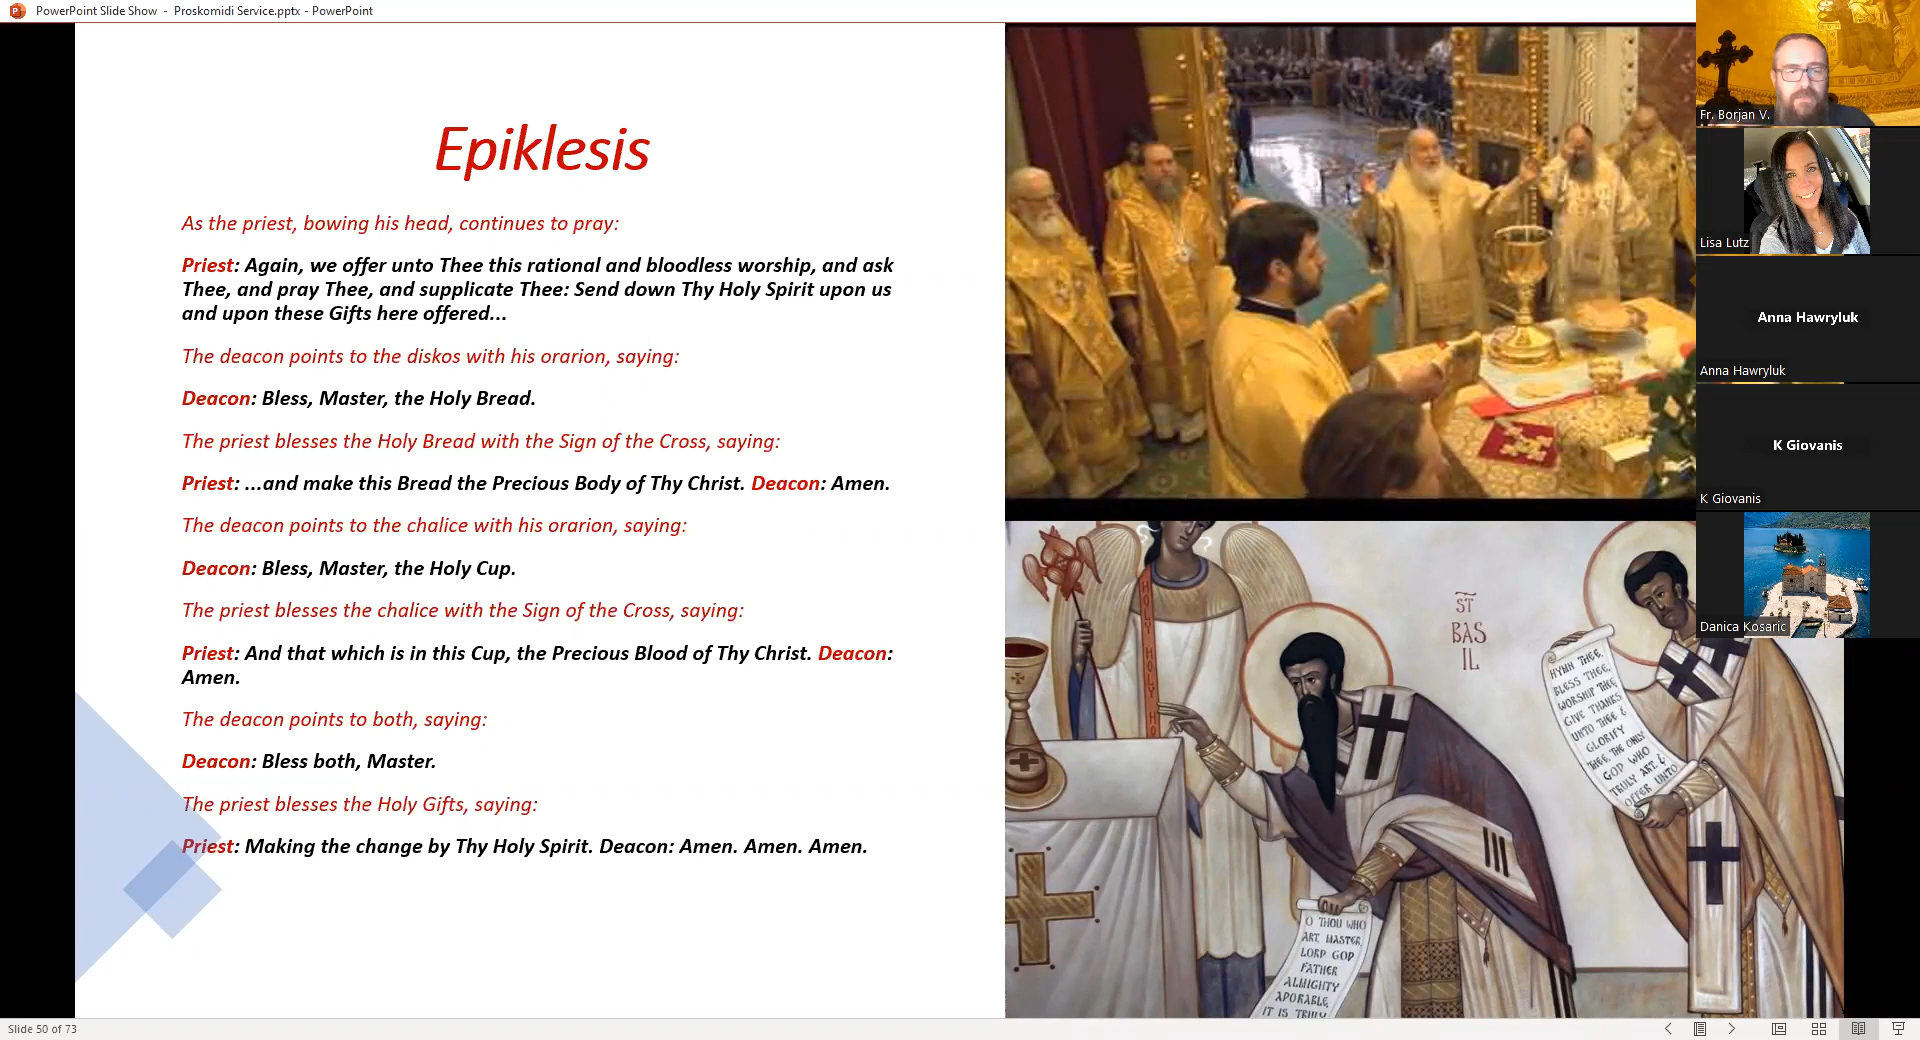 PowerPoint Slide Show - Proskomidi Service.pptx - PowerPoint
Epiklesis
As the priest, bowing his head, continues to pray:
Priest: Again, we offer unto Thee this rational and bloodless worship, and ask
Thee, and pray Thee, and supplicate Thee: Send down Thy Holy Spirit upon us
and upon these Gifts here offered...
The deacon points to the diskos with his orarion, saying:
Deacon: Bless, Master, the Holy Bread.
The priest blesses the Holy Bread with the Sign of the Cross, saying:
Priest: ...and make this Bread the Precious Body of Thy Christ. Deacon: Amen.
The deacon points to the chalice with his orarion, saying:
Deacon: Bless, Master, the Holy Cup.
The priest blesses the chalice with the Sign of the Cross, saying:
Priest: And that which is in this Cup, the Precious Blood of Thy Christ. Deacon:
Amen.
The deacon points to both, saying:
Deacon: Bless both, Master.
The priest blesses the Holy Gifts, saying:
Priest: Making the change by Thy Holy Spirit. Deacon: Amen. Amen. Amen.
HOLY HOLY HO
ST
BAS
IL
HYMN THEE,
BLESS THEE,
WORSHIP THEE
GIVE THANKS
UNTO THEE &
GLORIFY
THEE, THE ONLY
GOD WHO
TRULY ART, &
OFFER UNTO
O THOU WHO
ART, MASTER,
LORD GOD
FATHER
ALMIGHTY
ADORABLE,
IT IS TRULY
Fr. Borjan V.
Lisa Lutz
Anna Hawryluk
Anna Hawryluk
K Giovanis
K Giovanis
Danica Kosaric
Slide 50 of 73